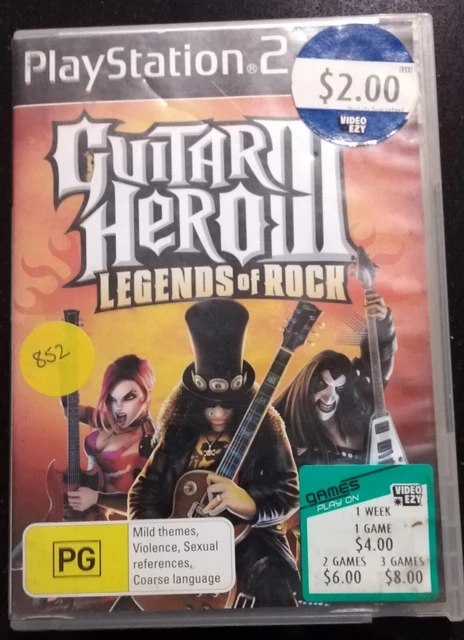 PlayStation®2
$2.00
VIDEO
EZY
GUITAR
HERO III
LEGENDS OF ROCK
852
games
PLAY ON
VIDEO
EZY
1 WEEK
1 GAME
$4.00
2 GAMES 3 GAMES
$6.00 $8.00
PG
Mild themes,
Violence, Sexual
references,
Coarse language